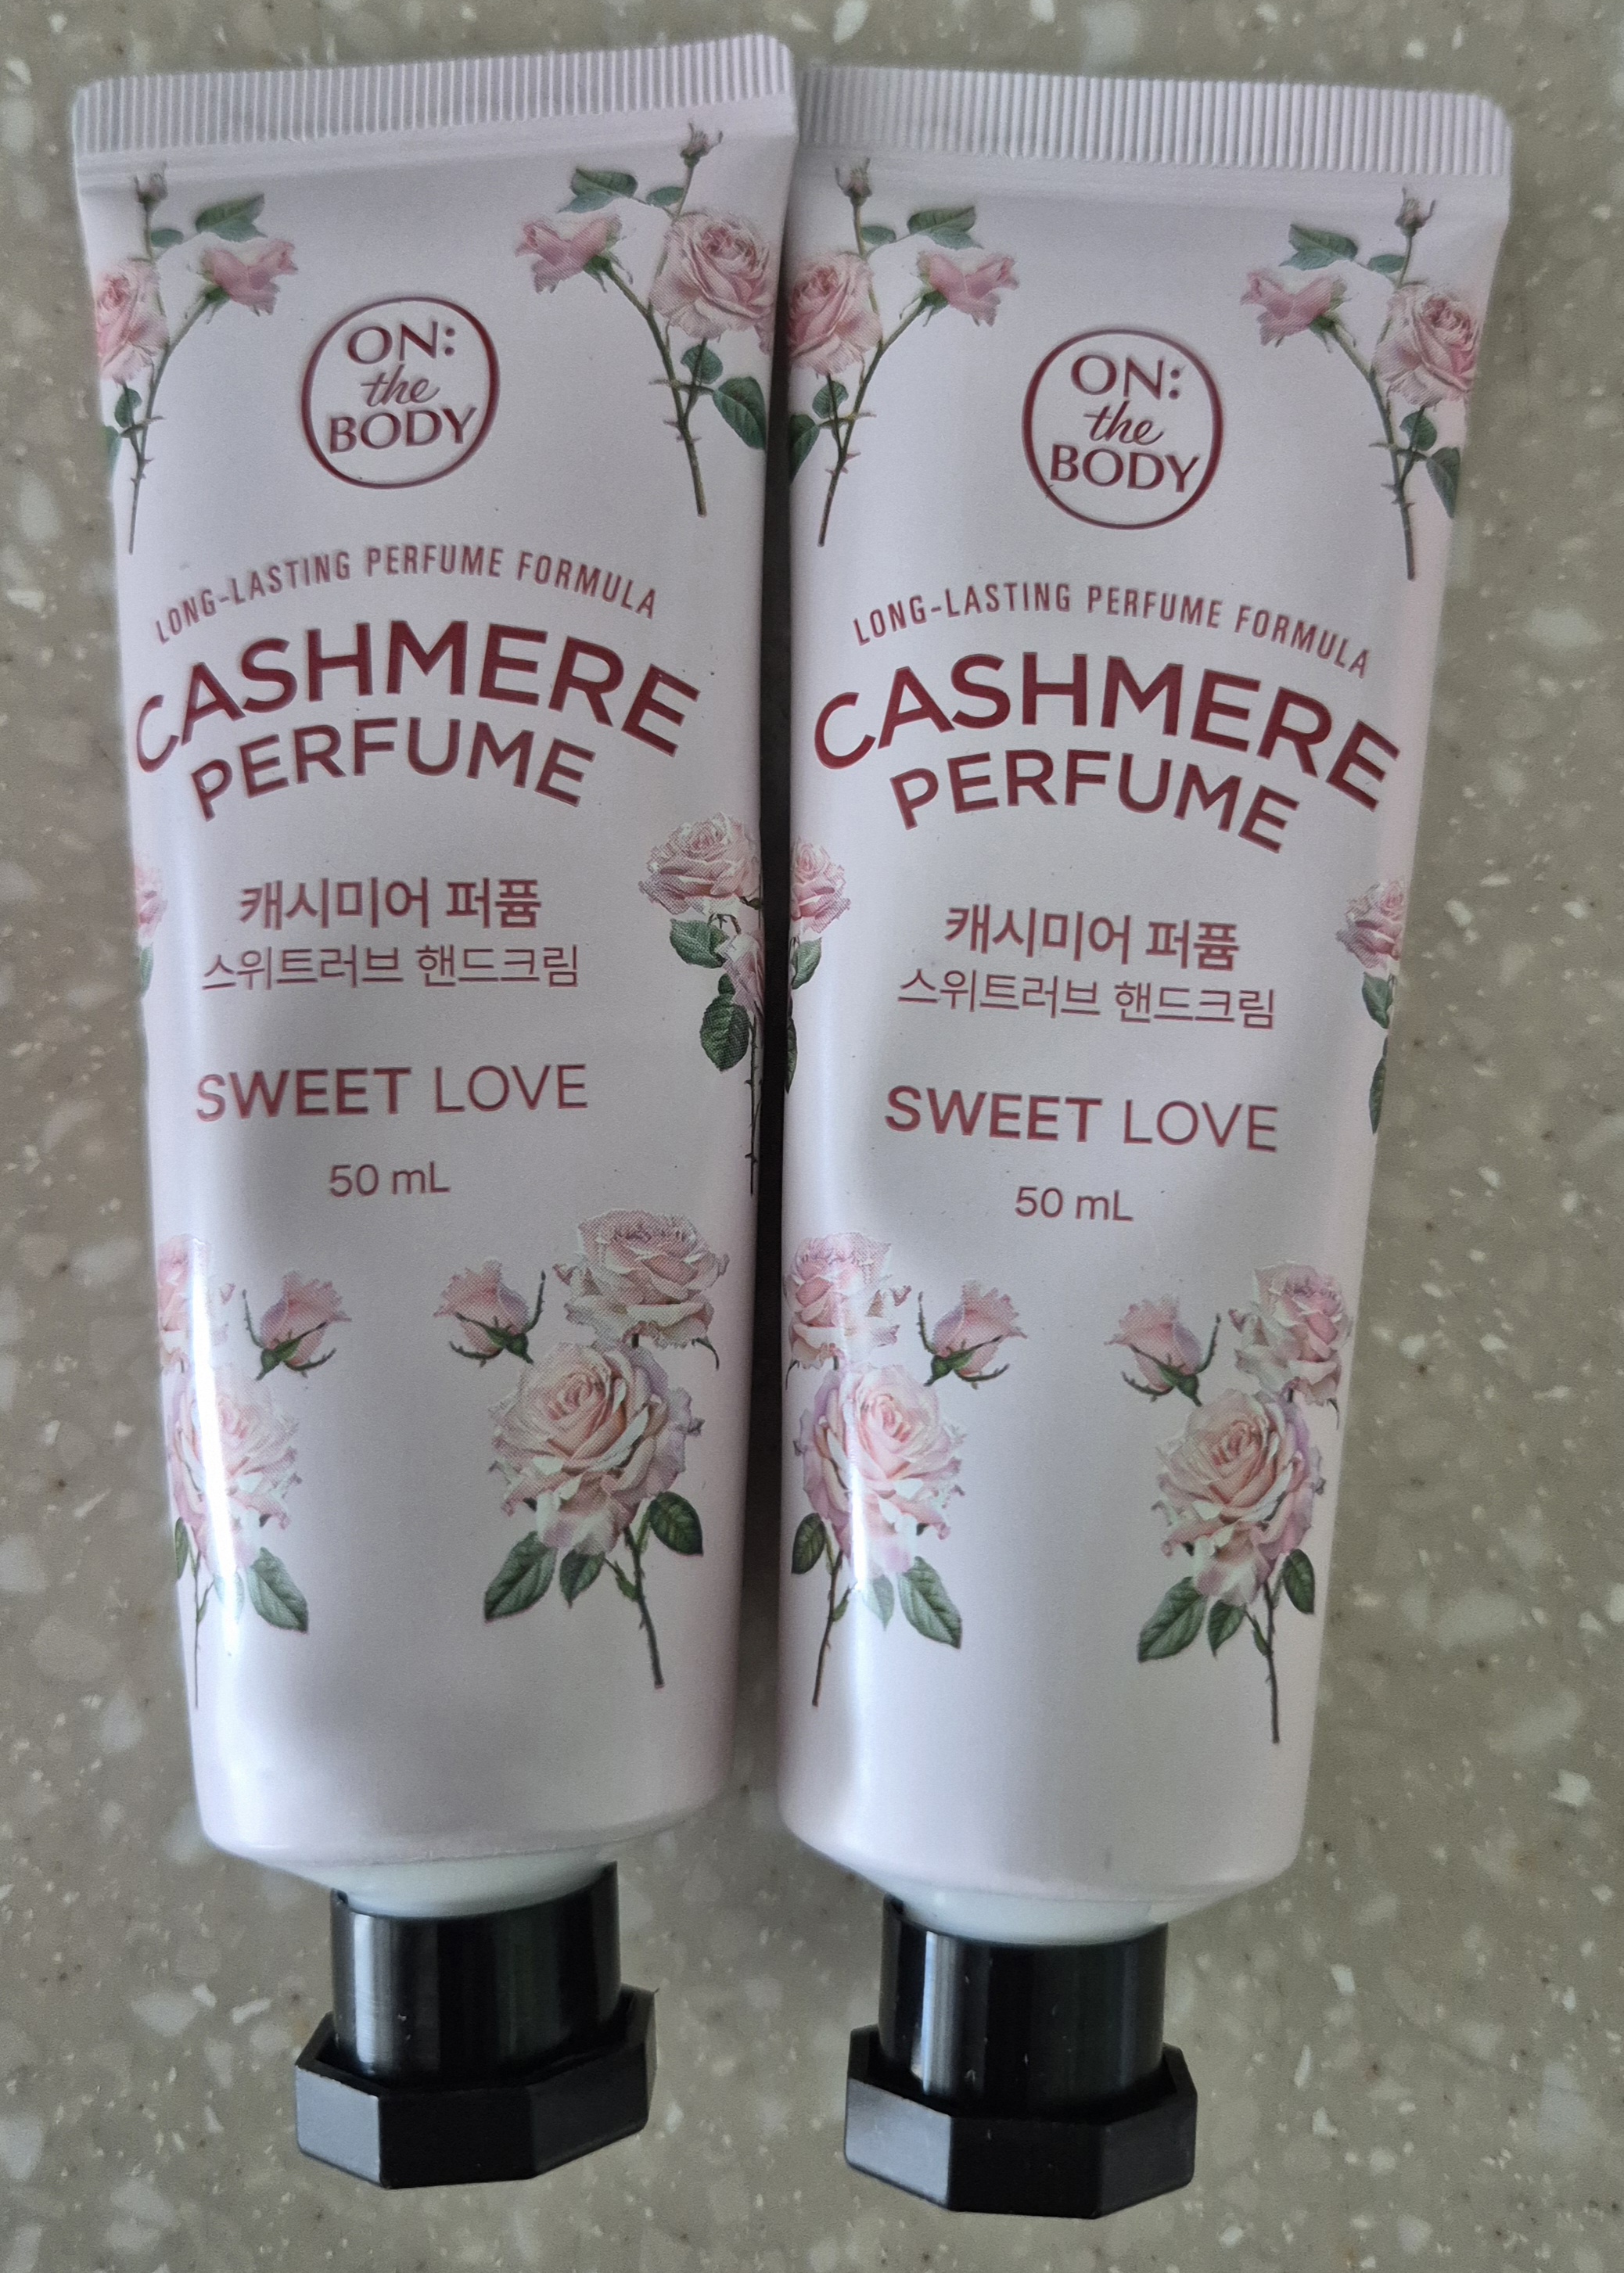 ON:
the
BODY
LONG-LASTING PERFUME FORMULA
CASHMERE
PERFUME
캐시미어 퍼퓸
스위트러브 핸드크림
SWEET LOVE
50 mL
ON:
the
BODY
LONG-LASTING PERFUME FORMULA
CASHMERE
PERFUME
캐시미어 퍼퓸
스위트러브 핸드크림
SWEET LOVE
50 mL